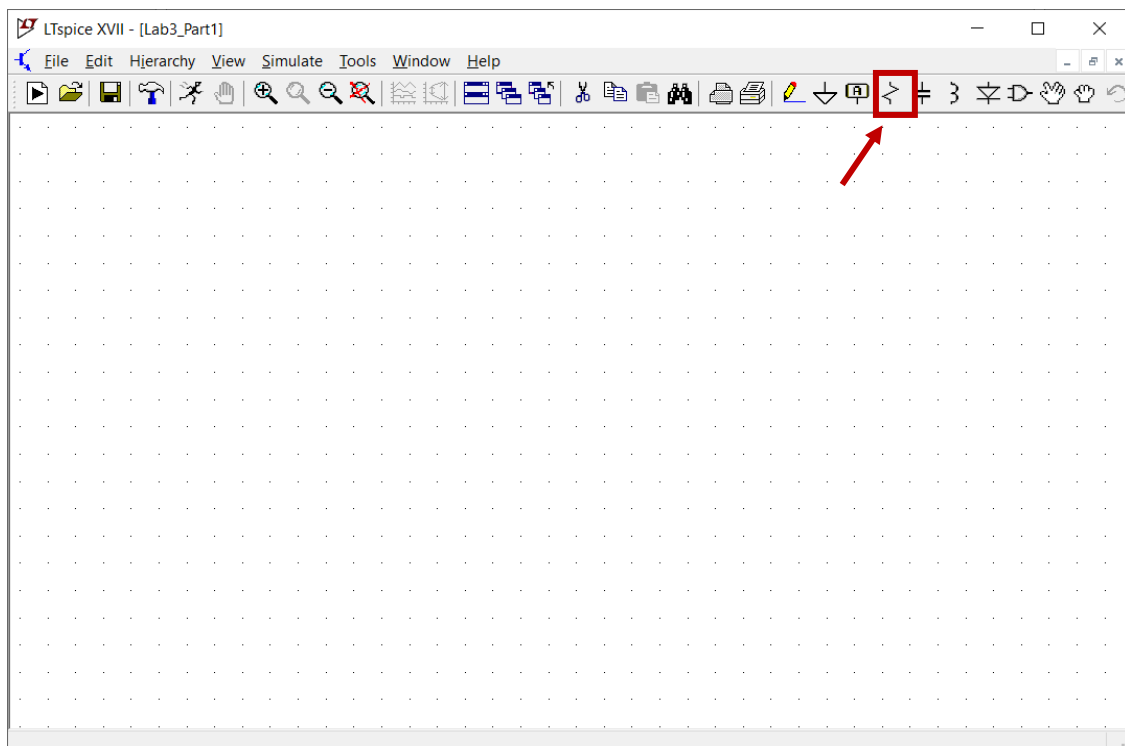 LTspice XVII - [Lab3_Part1]
File Edit Hierarchy View Simulate Tools Window Help
A